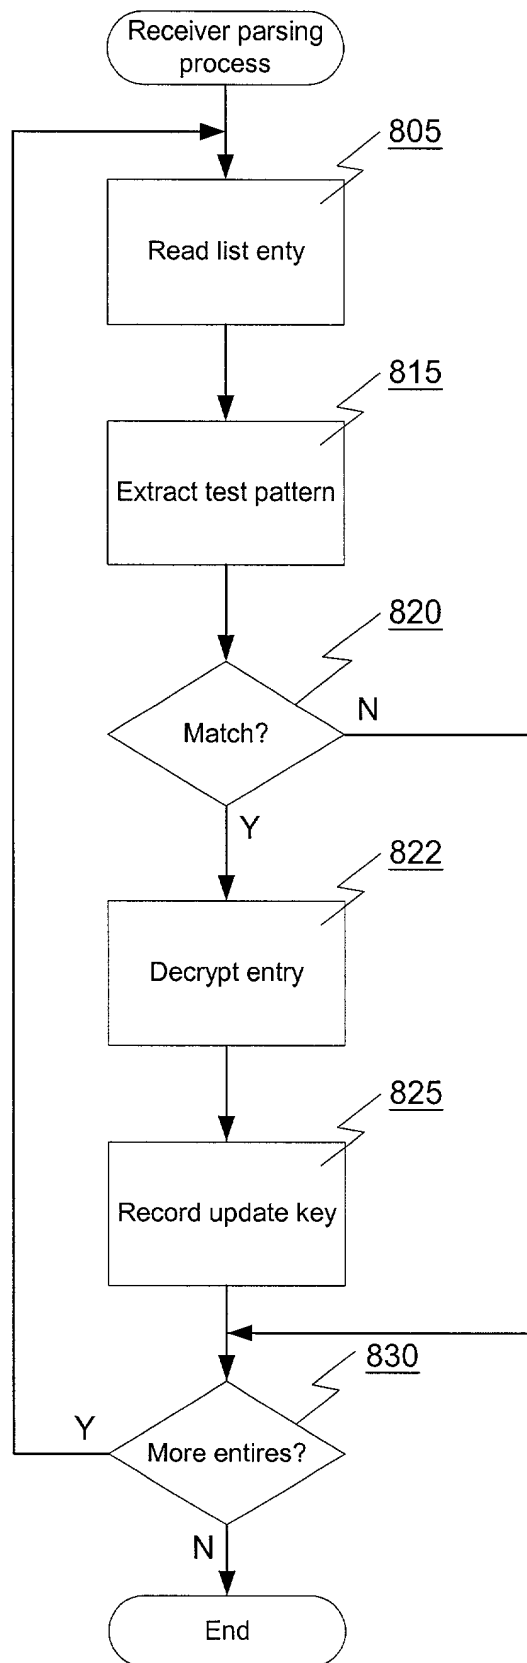 Receiver parsing
process
805
Read list enty
815
Extract test pattern
820
Match?
N
Y
822
Decrypt entry
825
Record update key
830
Y
More entires?
N
End